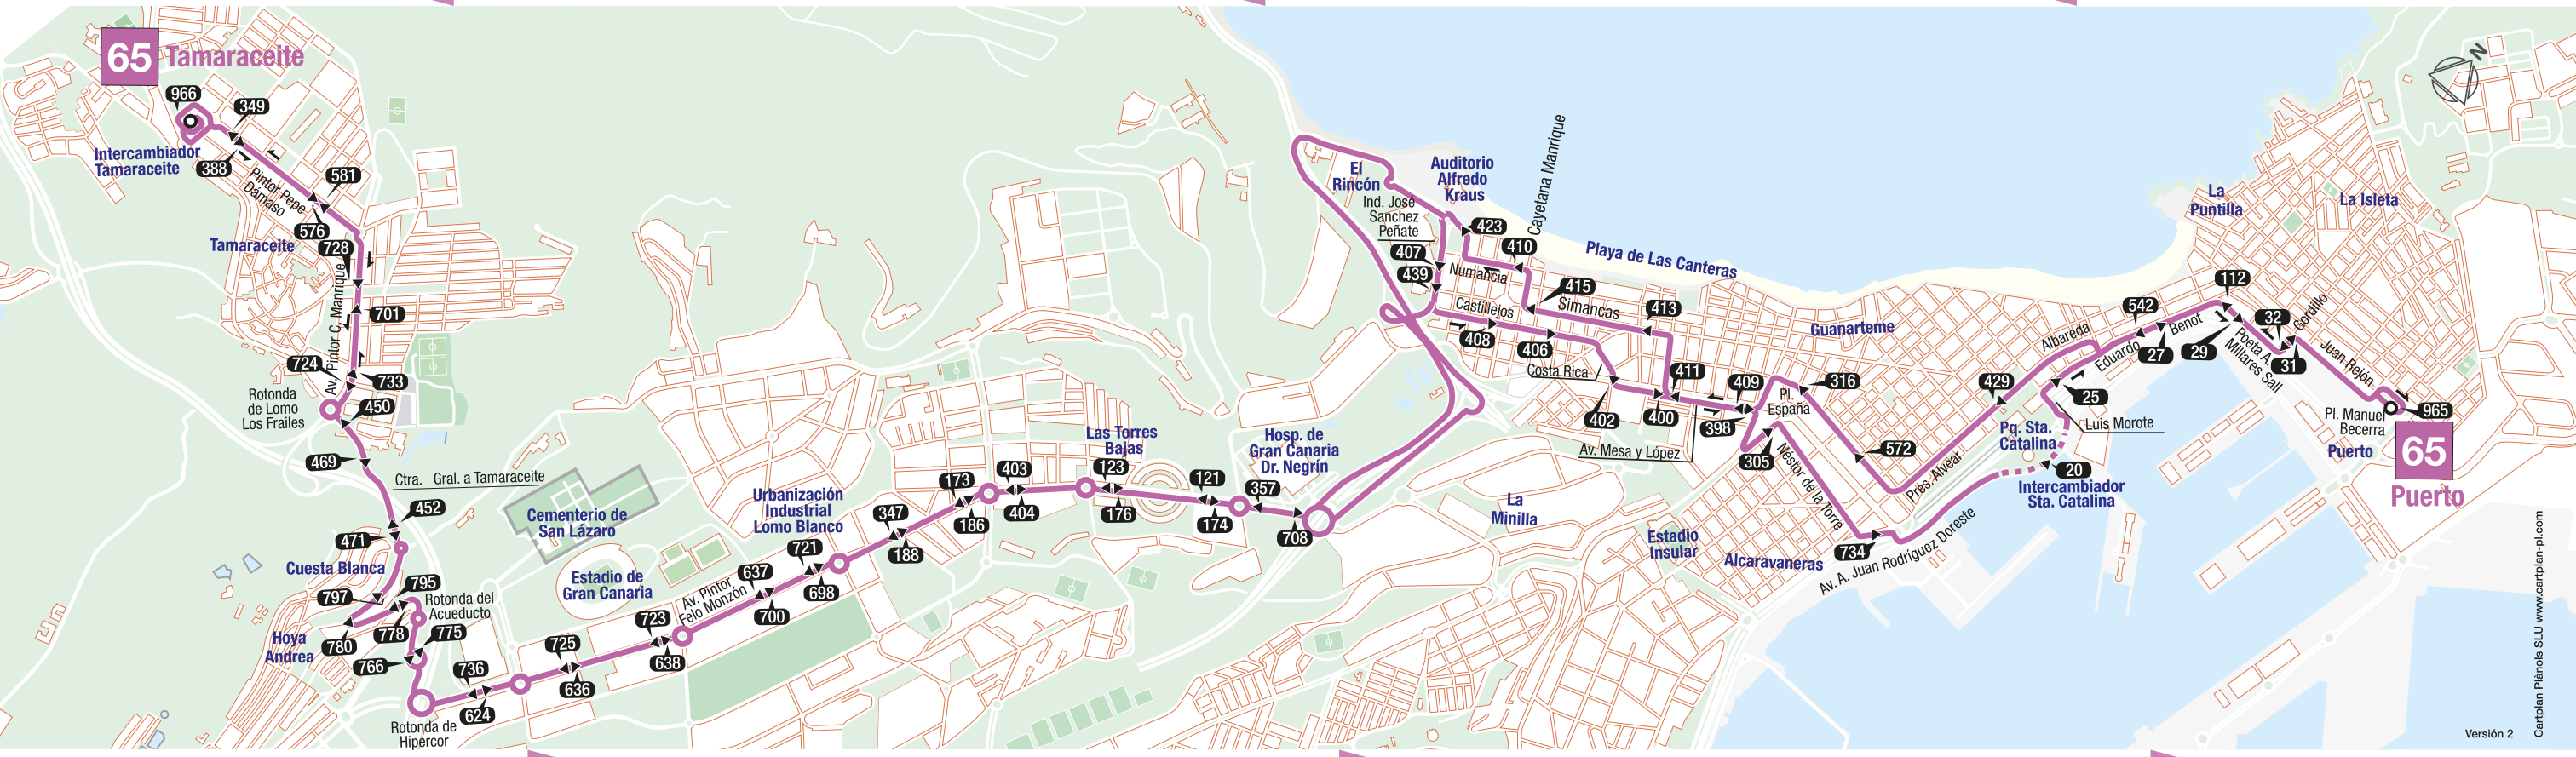 65 Tamaraceite
966
349
Intercambiador
Tamaraceite
388
Pintor Pepe
Damaso
581
576
728
Tamaraceite
Av. Pintor C. Manrique
701
724
733
Rotonda
de Lomo
Los Frailes
450
469
Ctra. Gral. a Tamaraceite
452
471
Cuesta Blanca
795
797
Rotonda del
Acueducto
778
780
775
Hoya
Andrea
766
736
624
Rotonda de
Hipercor
725
636
Cementerio de
San Lázaro
Estadio de
Gran Canaria
723
638
Av. Pintor
Felo Monzón
637
700
721
698
Urbanización
Industrial
Lomo Blanco
347
188
173
186
403
404
Las Torres
Bajas
123
176
121
174
357
Hosp. de
Gran Canaria
Dr. Negrín
708
El
Rincón
Ind. José
Sanchez
Peñate
Auditorio
Alfredo
Kraus
423
Cayetana Manrique
410
407
439
Numancia
Castillejos
415
Simancas
413
408
406
Costa Rica
411
402
400
409
398
Av. Mesa y López
Playa de Las Canteras
Guanarteme
316
Pl.
España
305
572
Néstor de la Torre
La
Minilla
Estadio
Insular
Alcaravaneras
734
Av. A. Juan Rodríguez Doreste
Prés. Alvear
429
Pq. Sta.
Catalina
20
Intercambiador
Sta. Catalina
25
Luis Morote
Albareda
Eduardo Benot
542
27
112
29
Poeta A.
Millares Sall
32
31
Gordillo
Juan Rejón
La
Puntilla
La Isleta
Pl. Manuel
Becerra
965
Puerto
65
Puerto
N
Versión 2
Cartplan Plànols SLU www.cartplan-pl.com